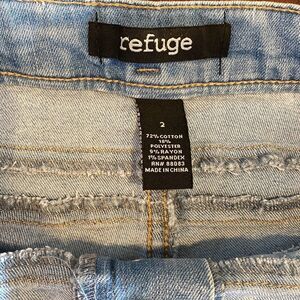 refuge
2
72% COTTON
18%
POLYESTER
9% RAYON
1% SPANDEX
RN# 88083
MADE IN CHINA